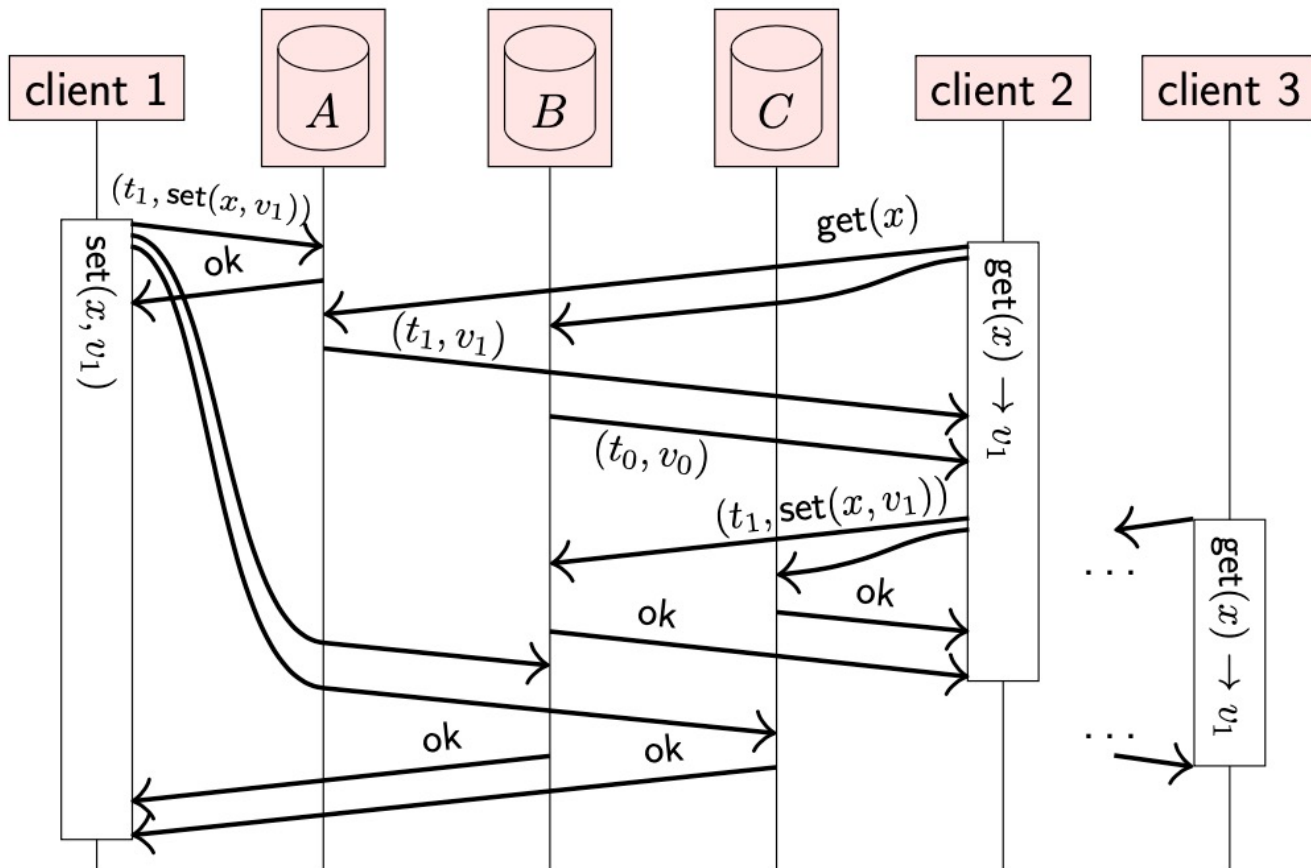 client 1
A
B
C
client 2
client 3
(t₁, set(x, v₁))
ok
set(x, v₁)
get(x)
get(x) → v₁
(t₁, v₁)
(t₀, v₀)
(t₁, set(x, v₁))
ok
ok
...
get(x) → v₁
...
ok
ok